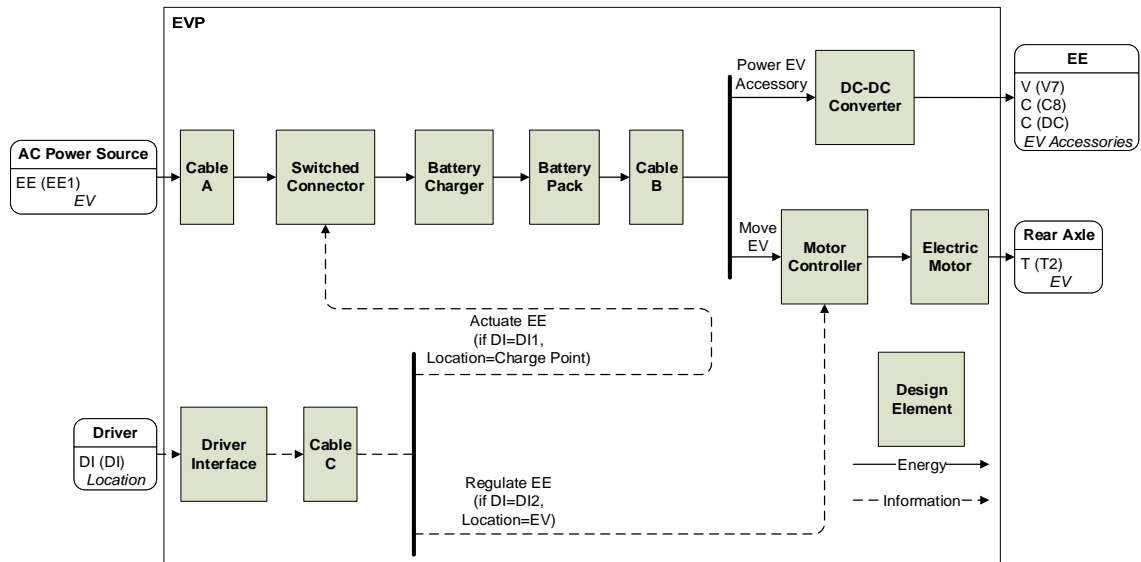 EVP
Power EV
Accessory
DC-DC
Converter
EE
V (V7)
C (C8)
C (DC)
EV Accessories
AC Power Source
EE (EE1)
EV
Cable
A
Switched
Connector
Battery
Charger
Battery
Pack
Cable
B
Move
EV
Motor
Controller
Electric
Motor
Rear Axle
T (T2)
EV
Actuate EE
(if DI=DI1,
Location=Charge Point)
Driver
DI (DI)
Location
Driver
Interface
Cable
C
Regulate EE
(if DI=DI2,
Location=EV)
Design
Element
Energy
Information